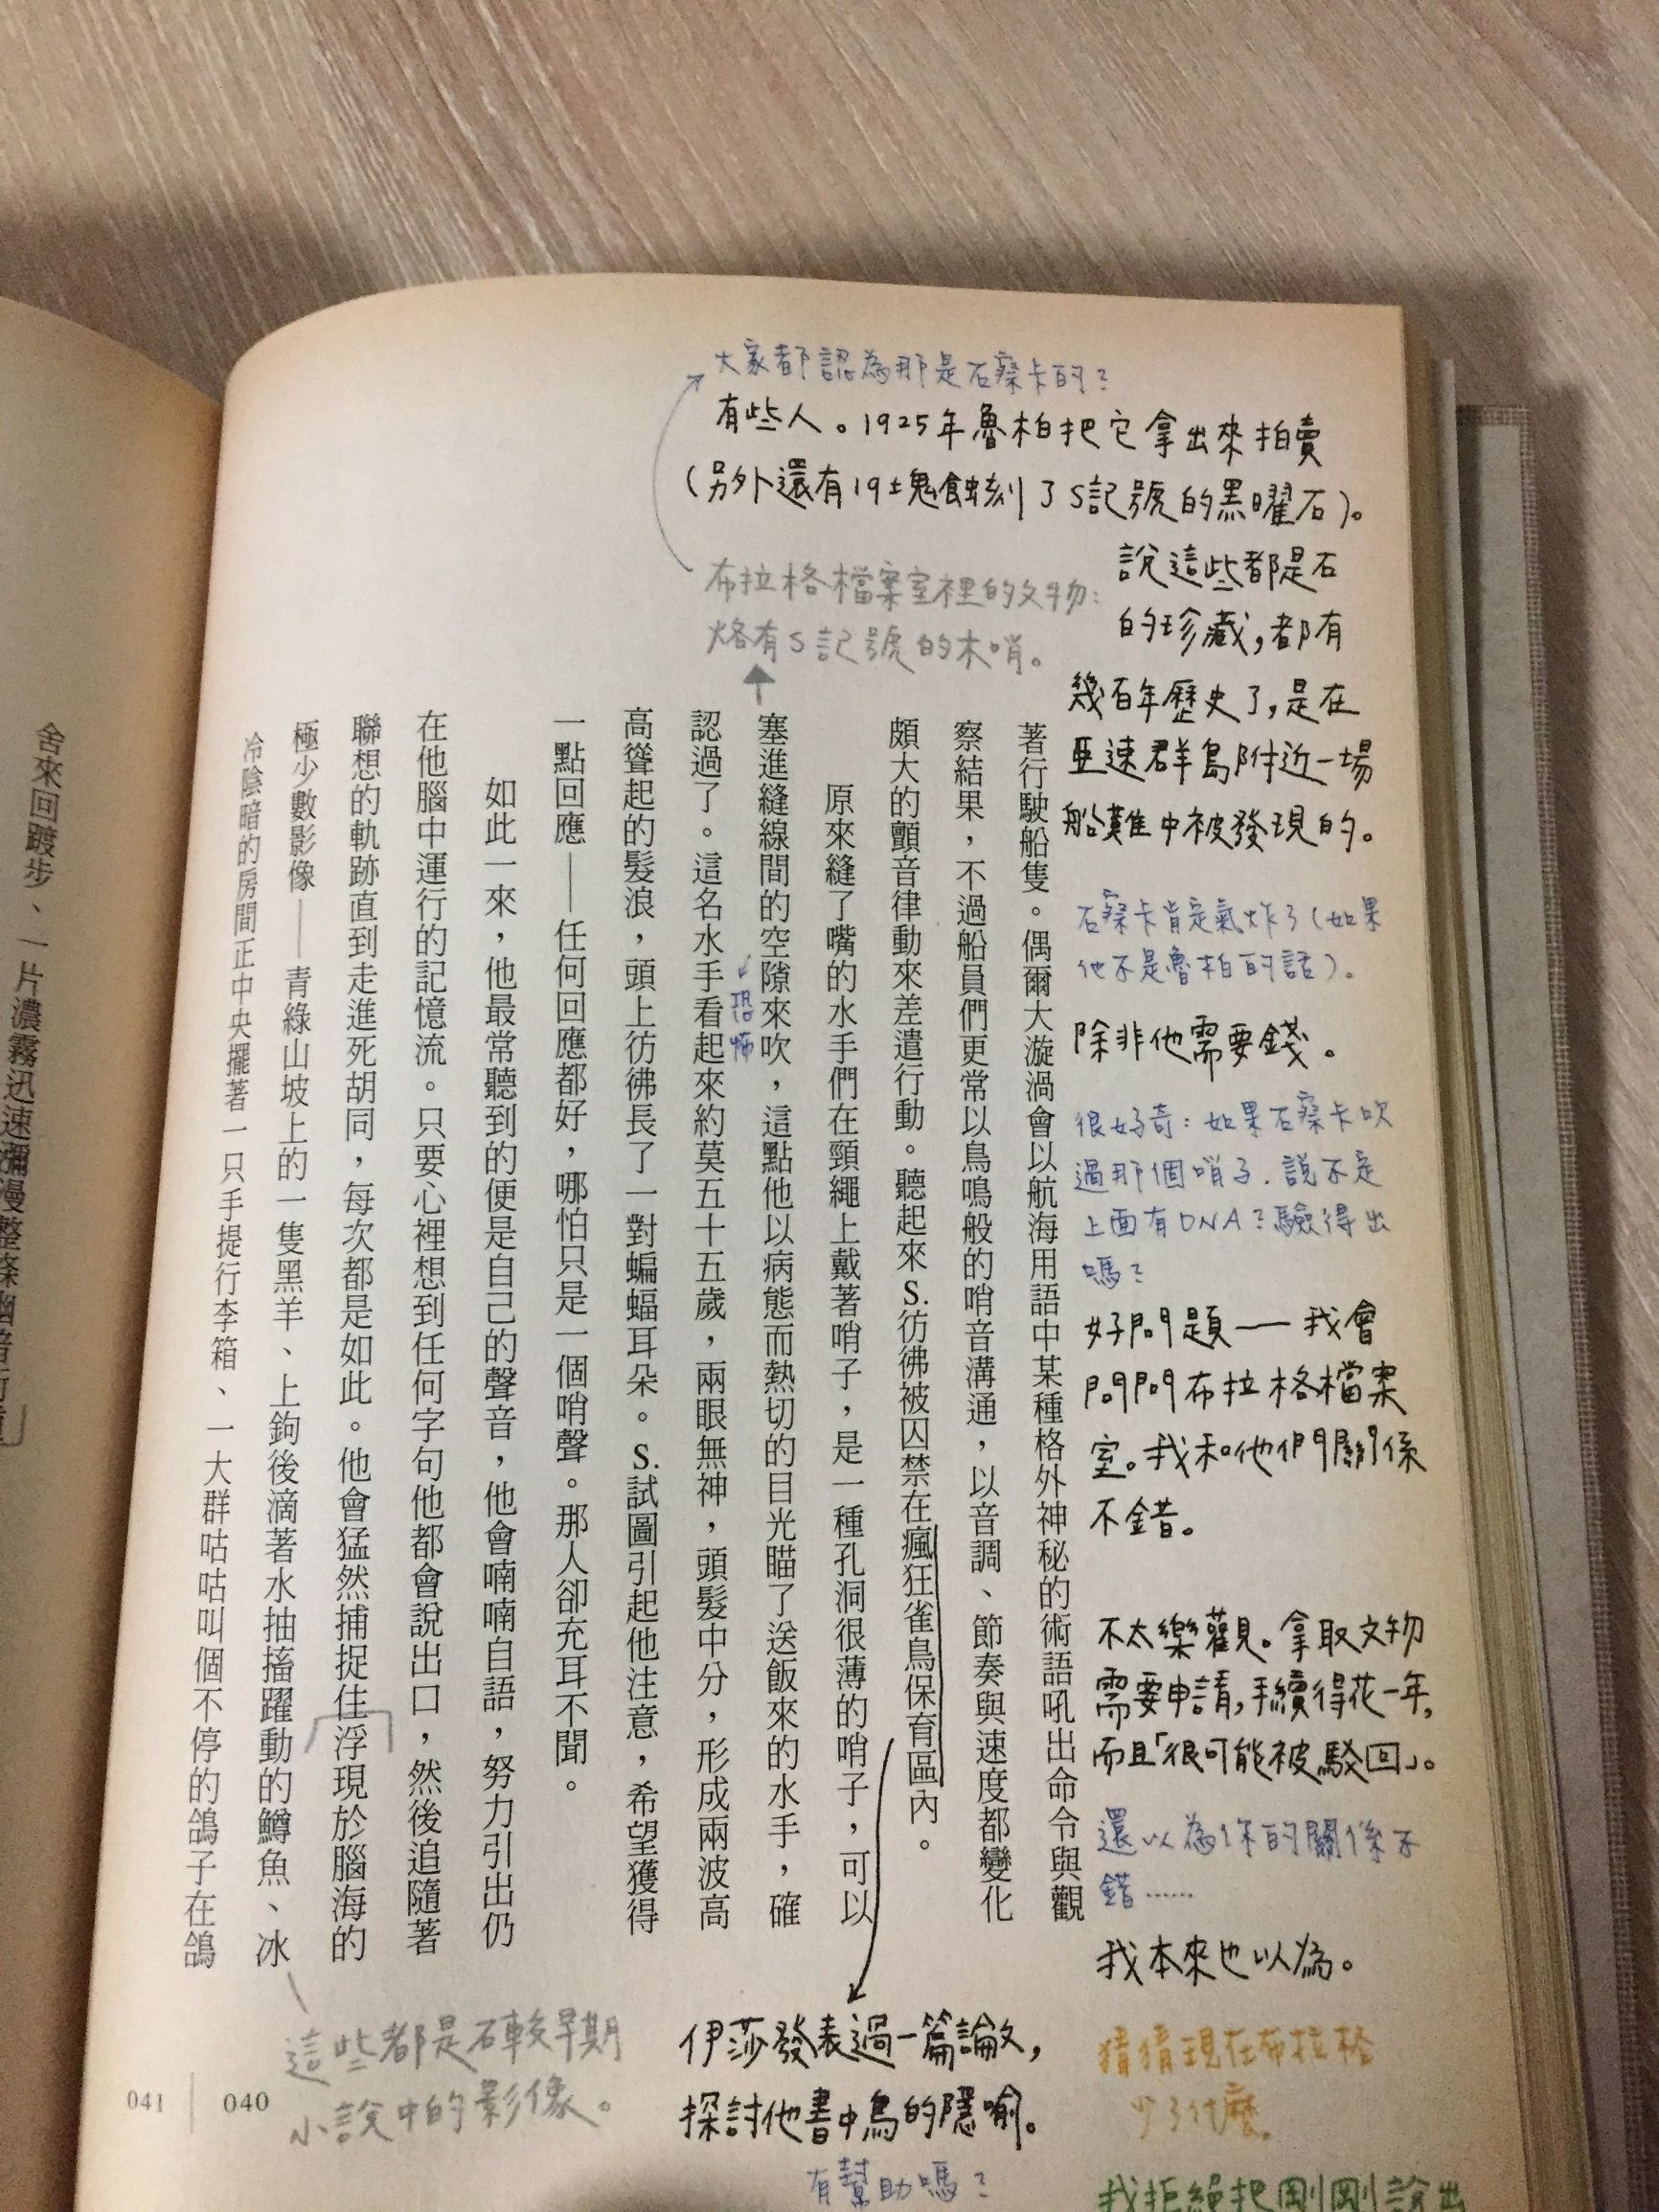 大家都認為那是石察卡的?
有些人。1925年魯柏把它拿出來拍賣
(另外還有19塊蝕刻了S記號的黑曜石)。
說這些都是石
的珍藏,都有
幾百年歷史了,是在
亞速群島附近一場
船難中被發現的。
布拉格檔案室裡的文物:
烙有S記號的木哨。
石察卡肯定氣炸了(如果
他不是魯柏的話)。
除非他需要錢。
很好奇:如果石察卡吹
過那個哨子,說不定
上面有DNA?驗得出
嗎?
好問題——我會
問問布拉格檔案
室。我和他們關係
不錯。
不太樂觀。拿取文物
需要申請,手續得花一年,
而且「很可能被駁回」。
還以為你的關係不
錯……
我本來也以為。
猜猜現在布拉格
少了什麼。
我拒絕把剛剛說出
著行駛船隻。偶爾大漩渦會以航海用語中某種格外神秘的術語吼出命令與觀
察結果,不過船員們更常以鳥鳴般的哨音溝通,以音調、節奏與速度都變化
頗大的顫音律動來差遣行動。聽起來S.彷彿被囚禁在瘋狂雀鳥保育區內。
原來縫了嘴的水手們在頸繩上戴著哨子,是一種孔洞很薄的哨子,可以
塞進縫線間的空隙來吹,這點他以病態而熱切的目光瞄了送飯來的水手,確
恐怖
認過了。這名水手看起來約莫五十五歲,兩眼無神,頭髮中分,形成兩波高
高聳起的髮浪,頭上彷彿長了一對蝙蝠耳朵。S.試圖引起他注意,希望獲得
一點回應——任何回應都好,哪怕只是一個哨聲。那人卻充耳不聞。
如此一來,他最常聽到的便是自己的聲音,他會喃喃自語,努力引出仍
在他腦中運行的記憶流。只要心裡想到任何字句他都會說出口,然後追隨著
聯想的軌跡直到走進死胡同,每次都是如此。他會猛然捕捉住浮現於腦海的
極少數影像——青綠山坡上的一隻黑羊、上鉤後滴著水抽搐躍動的鱒魚、冰
冷陰暗的房間正中央擺著一只手提行李箱、一大群咕咕叫個不停的鴿子在鴿
伊莎發表過一篇論文,
探討他書中鳥的隱喻。
有幫助嗎?
這些都是石較早期
小說中的影像。
041 | 040
舍來回踱步、一片濃霧迅速瀰漫整條幽暗